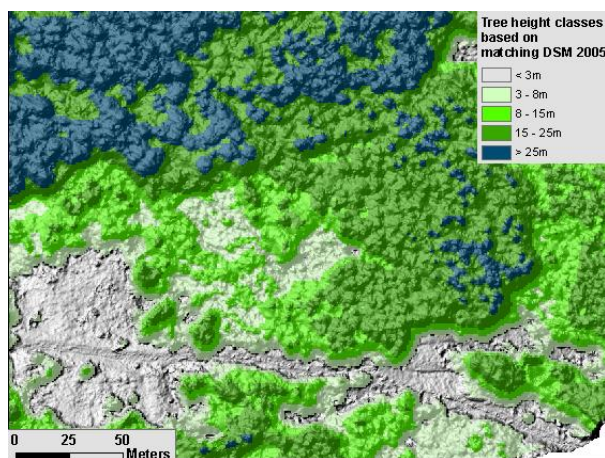 Tree height classes
based on
matching DSM 2005
< 3m
3 - 8m
8 - 15m
15 - 25m
> 25m
0 25 50
Meters